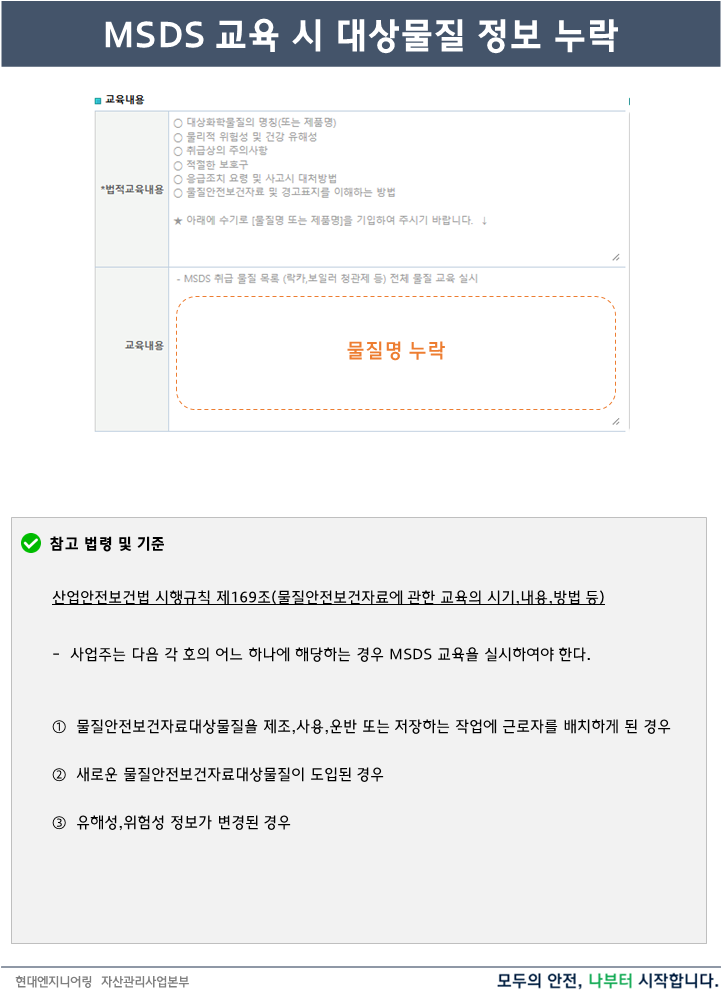 MSDS 교육 시 대상물질 정보 누락
교육내용
*법적교육내용
○ 대상화학물질의 명칭(또는 제품명)
○ 물리적 위험성 및 건강 유해성
○ 취급상의 주의사항
○ 적절한 보호구
○ 응급조치 요령 및 사고시 대처방법
○ 물질안전보건자료 및 경고표지를 이해하는 방법
★ 아래에 수기로 [물질명 또는 제품명]을 기입하여 주시기 바랍니다. ↓
교육내용
- MSDS 취급 물질 목록 (락카,보일러 청관제 등) 전체 물질 교육 실시
물질명 누락
참고 법령 및 기준
산업안전보건법 시행규칙 제169조(물질안전보건자료에 관한 교육의 시기,내용,방법 등)
- 사업주는 다음 각 호의 어느 하나에 해당하는 경우 MSDS 교육을 실시하여야 한다.
① 물질안전보건자료대상물질을 제조,사용,운반 또는 저장하는 작업에 근로자를 배치하게 된 경우
② 새로운 물질안전보건자료대상물질이 도입된 경우
③ 유해성,위험성 정보가 변경된 경우
현대엔지니어링 자산관리사업본부
모두의 안전, 나부터 시작합니다.